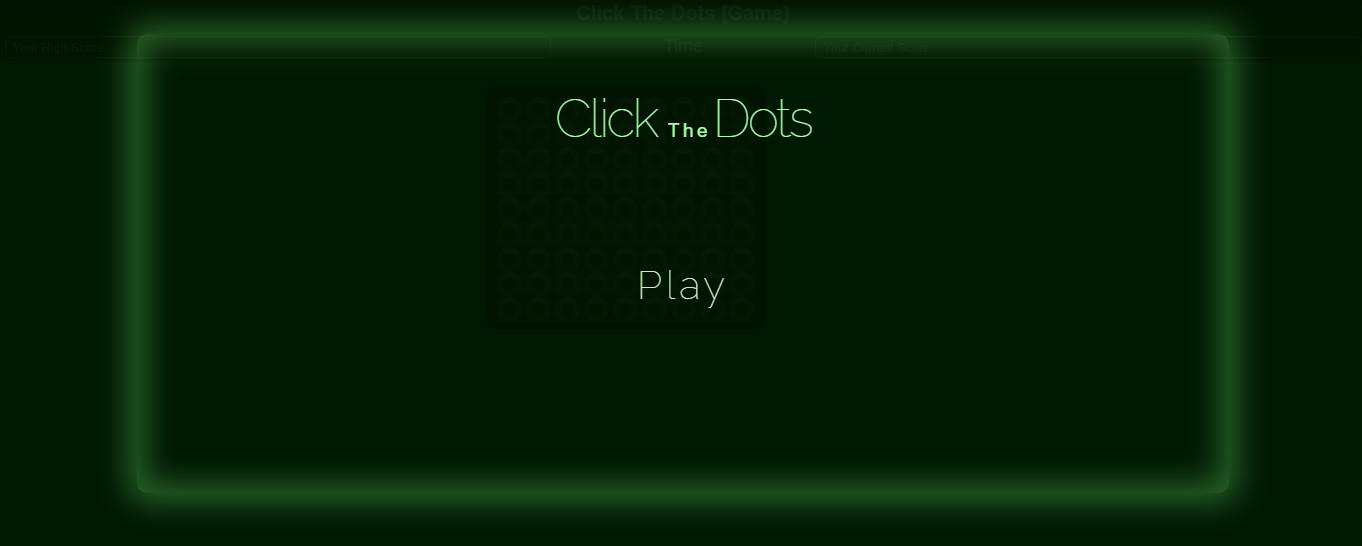 Click The Dots [Game]
Your High Score
Time
Your Current Score
Click The Dots
Play